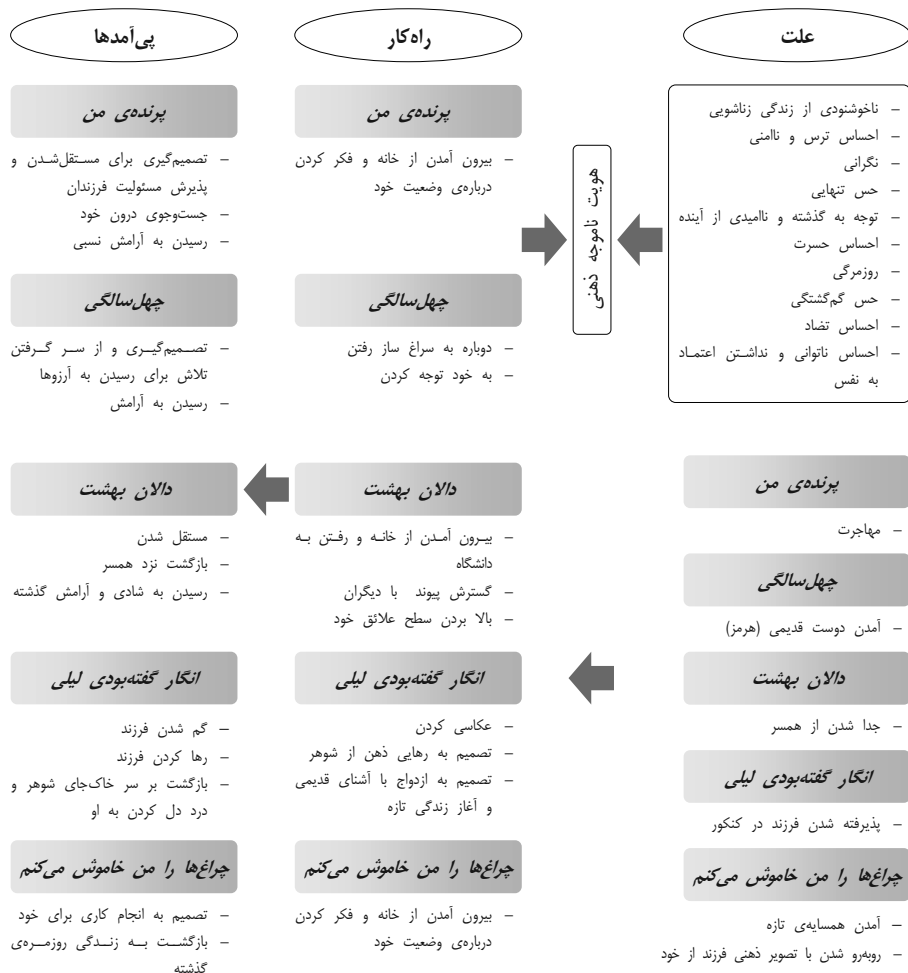 علت
– ناخوشنودی از زندگی زناشویی
– احساس ترس و ناامنی
– نگرانی
– حس تنهایی
– توجه به گذشته و ناامیدی از آینده
– احساس حسرت
– روزمرگی
– حس گم‌گشتگی
– احساس تضاد
– احساس ناتوانی و نداشتن اعتماد
به نفس
پرنده‌ی من
– مهاجرت
چهل‌سالگی
– آمدن دوست قدیمی (هرمز)
دالان بهشت
– جدا شدن از همسر
انگار گفته‌بودی لیلی
– پذیرفته شدن فرزند در کنکور
چراغ‌ها را من خاموش می‌کنم
– آمدن همسایه‌ی تازه
– روبه‌رو شدن با تصویر ذهنی فرزند از خود
هویت ناموجه ذهنی
راه‌کار
پرنده‌ی من
– بیرون آمدن از خانه و فکر کردن
درباره‌ی وضعیت خود
چهل‌سالگی
– دوباره به سراغ ساز رفتن
– به خود توجه کردن
دالان بهشت
– بیرون آمدن از خانه و رفتن به
دانشگاه
– گسترش پیوند با دیگران
– بالا بردن سطح علائق خود
انگار گفته‌بودی لیلی
– عکاسی کردن
– تصمیم به رهایی ذهن از شوهر
– تصمیم به ازدواج با آشنای قدیمی
و آغاز زندگی تازه
چراغ‌ها را من خاموش می‌کنم
– بیرون آمدن از خانه و فکر کردن
درباره‌ی وضعیت خود
پی‌آمدها
پرنده‌ی من
– تصمیم‌گیری برای مستقل‌شدن و
پذیرش مسئولیت فرزندان
– جست‌وجوی درون خود
– رسیدن به آرامش نسبی
چهل‌سالگی
– تصمیم‌گیری و از سر گرفتن
تلاش برای رسیدن به آرزوها
– رسیدن به آرامش
دالان بهشت
– مستقل شدن
– بازگشت نزد همسر
– رسیدن به شادی و آرامش گذشته
انگار گفته‌بودی لیلی
– گم شدن فرزند
– رها کردن فرزند
– بازگشت بر سر خاک‌جای شوهر و
درد دل کردن به او
چراغ‌ها را من خاموش می‌کنم
– تصمیم به انجام کاری برای خود
– بازگشت به زندگی روزمره‌ی
گذشته